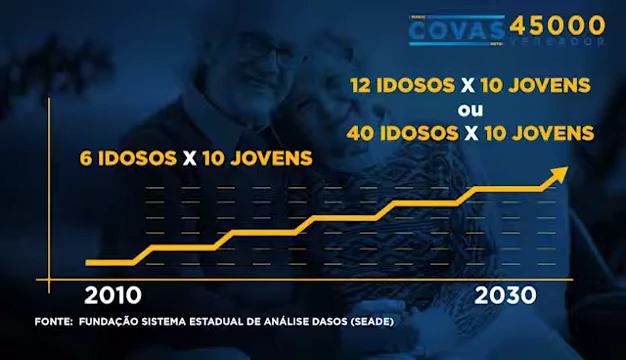 COVAS 45000
VEREADOR
12 IDOSOS X 10 JOVENS
ou
40 IDOSOS X 10 JOVENS
6 IDOSOS X 10 JOVENS
2010 2030
FONTE: FUNDAÇÃO SISTEMA ESTADUAL DE ANÁLISE DASOS (SEADE)